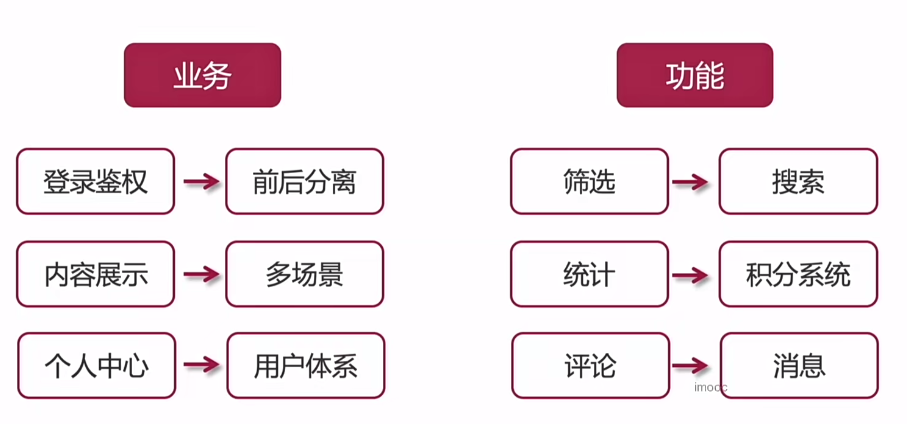 业务
登录鉴权
前后分离
内容展示
多场景
个人中心
用户体系
功能
筛选
搜索
统计
积分系统
评论
消息
imooc